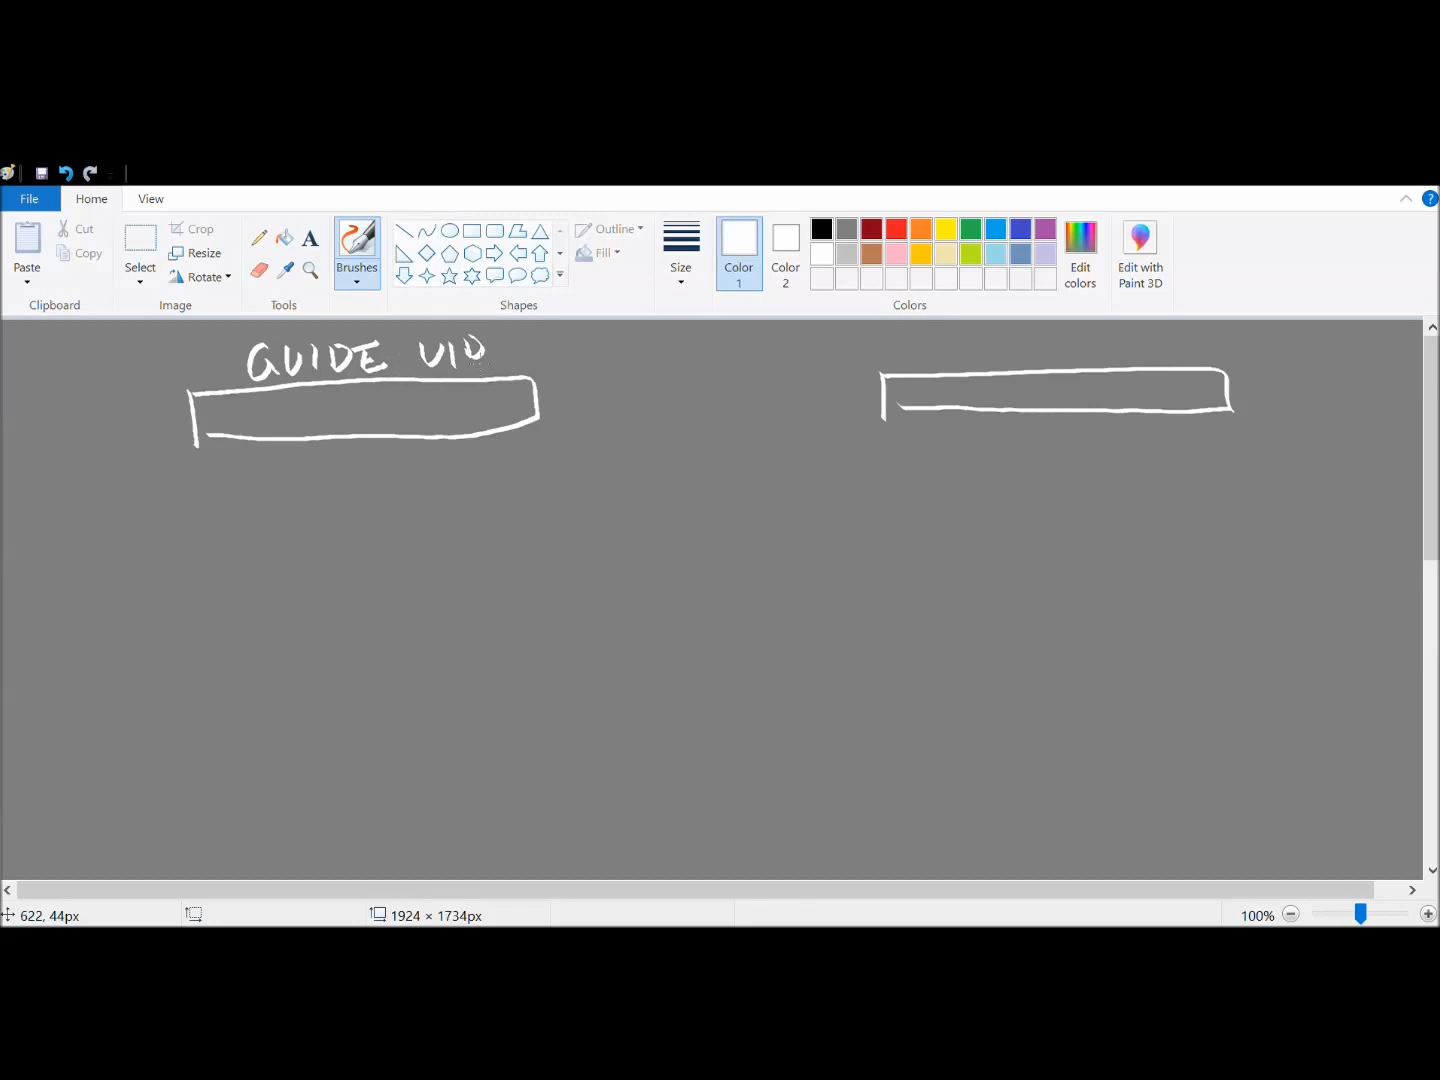 File Home View
Paste
Cut
Copy
Clipboard
Select
Crop
Resize
Rotate
Image
A
Tools
Brushes
Shapes
Outline
Fill
Size
Color 1
Color 2
Edit colors
Colors
Edit with Paint 3D
?
GUIDE VID
622, 44px
1924 × 1734px
100%